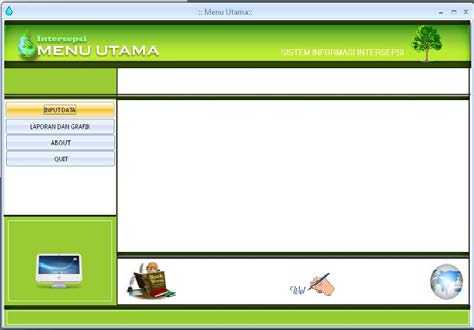 :: Menu Utama::
Intersepsi
MENU UTAMA
SISTEM INFORMASI INTERSEPSI
INPUT DATA
LAPORAN DAN GRAFIK
ABOUT
QUIT